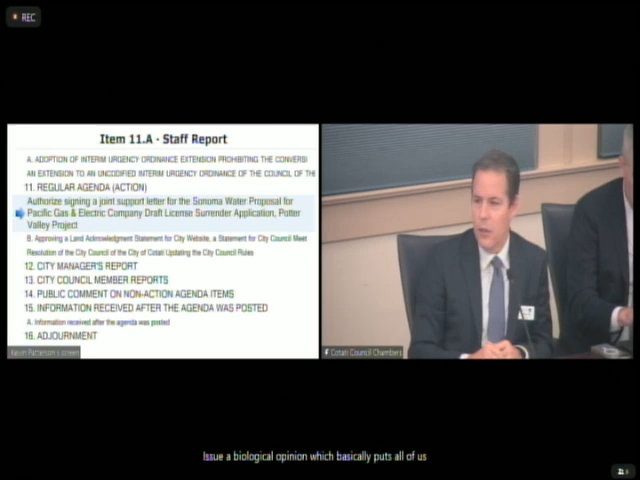 REC
Item 11.A - Staff Report
A. ADOPTION OF INTERIM URGENCY ORDINANCE EXTENSION PROHIBITING THE CONVERSI
AN EXTENSION TO AN UNCODIFIED INTERIM URGENCY ORDINANCE OF THE COUNCIL OF THE
11. REGULAR AGENDA (ACTION)
Authorize signing a joint support letter for the Sonoma Water Proposal for
Pacific Gas & Electric Company Draft License Surrender Application, Potter
Valley Project
B. Approving a Land Acknowledgment Statement for City Website, a Statement for City Council Meet
Resolution of the City Council of the City of Cotati Updating the City Council Rules
12. CITY MANAGER'S REPORT
13. CITY COUNCIL MEMBER REPORTS
14. PUBLIC COMMENT ON NON-ACTION AGENDA ITEMS
15. INFORMATION RECEIVED AFTER THE AGENDA WAS POSTED
A. Information received after the agenda was posted
16. ADJOURNMENT
Kevin Patterson's screen
Cotati Council Chambers
Issue a biological opinion which basically puts all of us